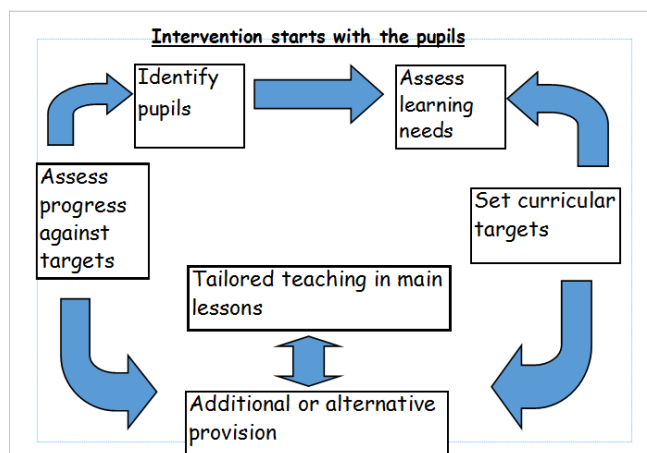 Intervention starts with the pupils
Identify
pupils
Assess
learning
needs
Assess
progress
against
targets
Set curricular
targets
Tailored teaching in main
lessons
Additional or alternative
provision